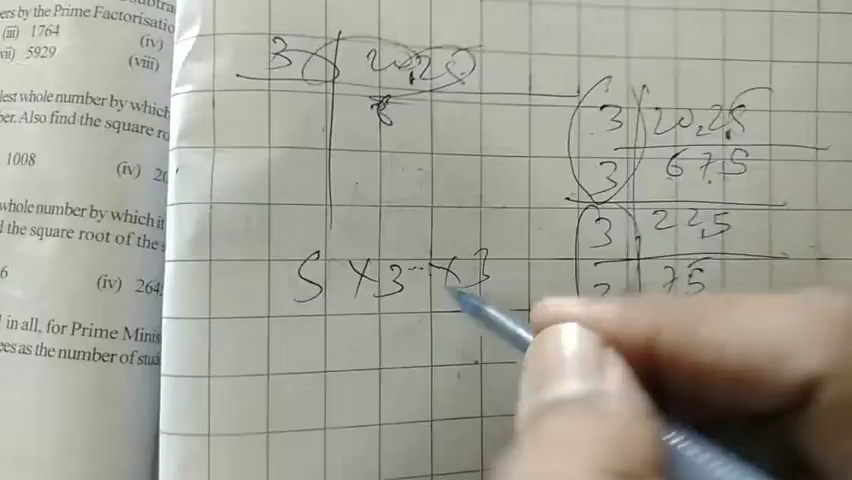 ers by the Prime Factorisatio
(iii) 1764
(iv)
vii) 5929
(viii)
lest whole number by which
ber. Also find the square ro
1008
(iv) 2
whole number by which it
d the square root of the s
6
(iv) 264
in all, for Prime Minis
ees as the number of stud
3 2025
3 2025
3 675
3 225
75
5 × 3 × 3